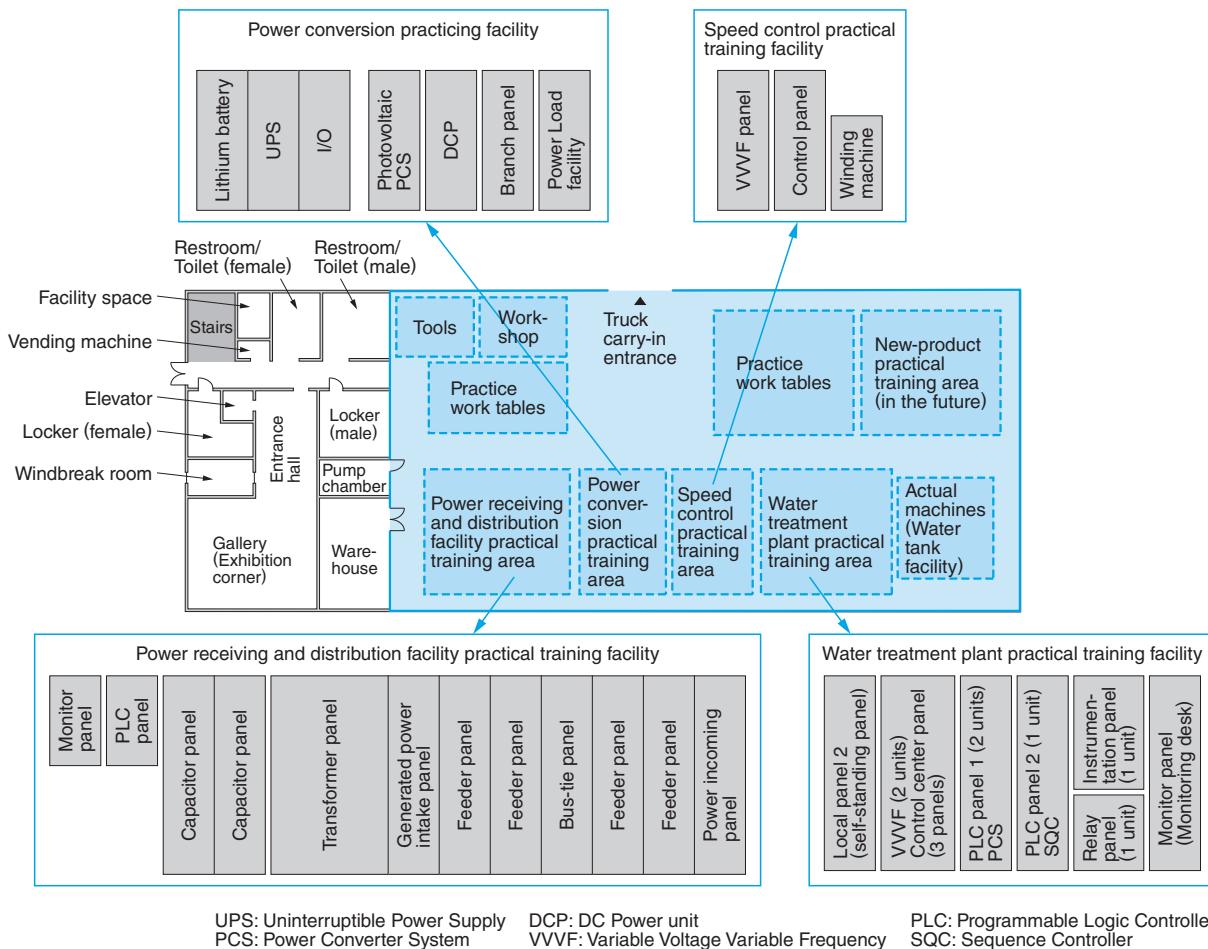 Power conversion practicing facility
Lithium battery
UPS
I/O
Photovoltaic
PCS
DCP
Branch panel
Power Load
facility
Speed control practical
training facility
VVVF panel
Control panel
Winding
machine
Restroom/
Toilet (female)
Restroom/
Toilet (male)
Facility space
Stairs
Vending machine
Elevator
Locker (female)
Windbreak room
Entrance
hall
Locker
(male)
Pump
chamber
Gallery
(Exhibition
corner)
Ware-
house
Tools
Work-
shop
Truck
carry-in
entrance
Practice
work tables
Practice
work tables
New-product
practical
training area
(in the future)
Power receiving
and distribution
facility practical
training area
Power
conver-
sion
practical
training
area
Speed
control
practical
training
area
Water
treatment
plant practical
training area
Actual
machines
(Water
tank
facility)
Power receiving and distribution facility practical training facility
Monitor
panel
PLC
panel
Capacitor panel
Capacitor panel
Transformer panel
Generated power
intake panel
Feeder panel
Feeder panel
Bus-tie panel
Feeder panel
Feeder panel
Power incoming
panel
Water treatment plant practical training facility
Local panel 2
(self-standing panel)
VVVF (2 units)
Control center panel
(3 panels)
PLC panel 1 (2 units)
PCS
PLC panel 2 (1 unit)
SQC
Instrumen-
tation panel
(1 unit)
Relay
panel
(1 unit)
Monitor panel
(Monitoring desk)
UPS: Uninterruptible Power Supply
DCP: DC Power unit
PLC: Programmable Logic Controlle
PCS: Power Converter System
VVVF: Variable Voltage Variable Frequency
SQC: Sequence Controller